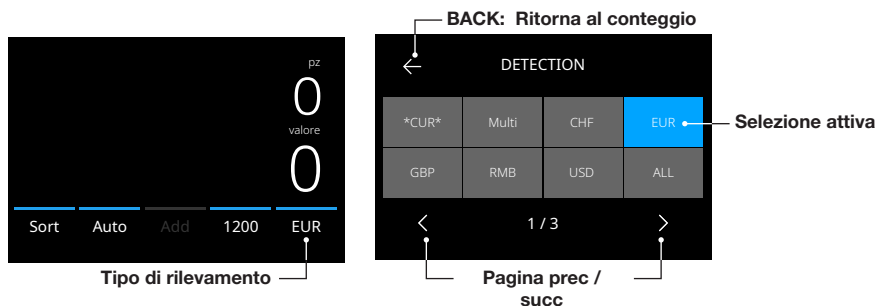 BACK: Ritorna al conteggio
pz
0
valore
0
Sort Auto Add 1200 EUR
Tipo di rilevamento
DETECTION
*CUR* Multi CHF EUR
GBP RMB USD ALL
1 / 3
Selezione attiva
Pagina prec /
succ